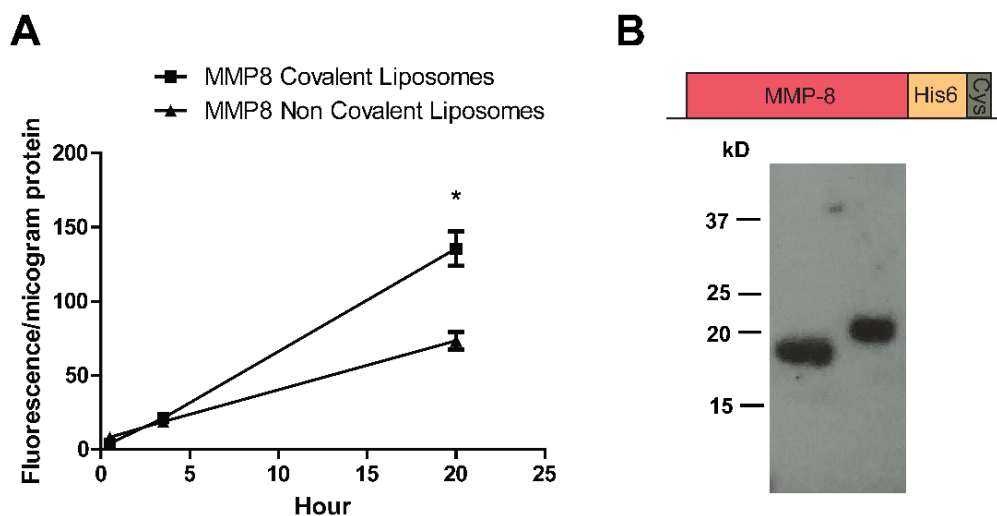 A
MMP8 Covalent Liposomes
MMP8 Non Covalent Liposomes
Fluorescence/micogram protein
200
150
100
50
0
*
0 5 10 15 20 25
Hour
B
MMP-8 His6 Cys
kD
37
25
20
15